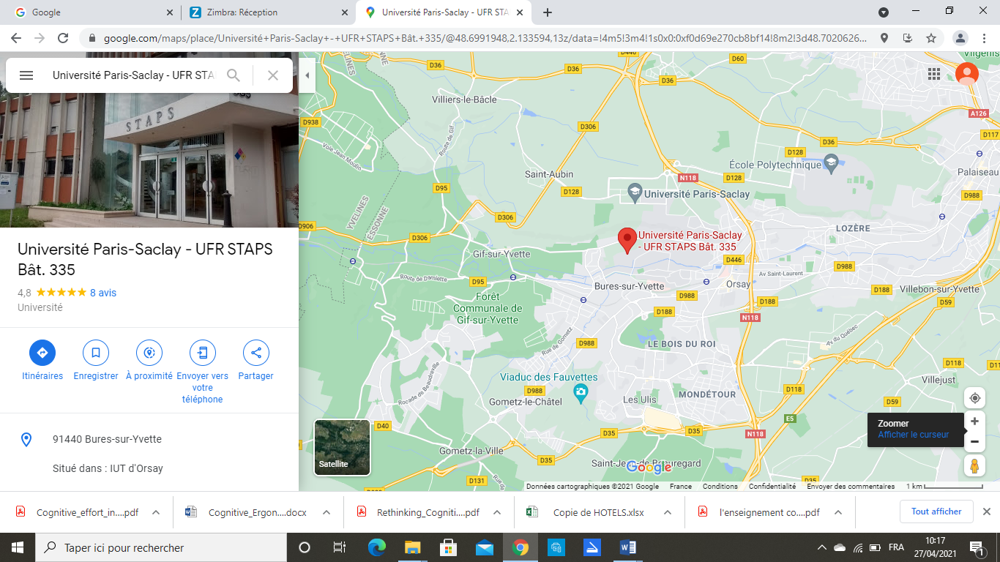 Google
Zimbra: Réception
Université Paris-Saclay - UFR STA
google.com/maps/place/Université+Paris-Saclay+-+UFR+STAPS+Bât.+335/@48.6991948,2.133594,13z/data=!4m5!3m4!1s0x0:0xf0d69e270cb8bf14!8m2!3d48.7020626...
Université Paris-Saclay - UFR STA
STAPS
Université Paris-Saclay - UFR STAPS
Bât. 335
4,8
8 avis
Université
Itinéraires
Enregistrer
À proximité
Envoyer vers
votre
téléphone
Partager
91440 Bures-sur-Yvette
Situé dans : IUT d'Orsay
YVELINES
D36
D36
D446
D36
D60
Vigenis
Villiers-le-Bâcle
A126
D938
D306
D117
Route de Gif
Voie Jean Moulin
D36
D128
École Polytechnique
Palaiseau
Saint-Aubin
N118
D128
D95
D128
Université Paris-Saclay
D988
YVELINES
ESSONNE
D306
D906
D306
Université Paris-Saclay
- UFR STAPS Bât. 335
LOZÈRE
Gif-sur-Yvette
D446
D988
Route de Damiette
D95
Av Saint-Laurent
Bures-sur-Yvette
Orsay
D188
Villebon-sur-Yvette
Forêt
Communale de
Gif-sur-Yvette
D988
D188
D59
D188
N118
LE BOIS DU ROI
D988
Rue de Gometz
Av du Québec
D118
D11
Viaduc des Fauvettes
Villejust
Rocade de Beaudreville
D988
D118
Gometz-le-Châtel
Les Ulis
MONDÉTOUR
D59
E5
D40
D35
D35
N118
Zoomer
Afficher le curseur
Gometz-la-Ville
D35
Saint-Jean-de-Beauregard
Google
D131
Rue de
D35
Satellite
Données cartographiques ©2021 Google
France
Conditions
Confidentialité
Envoyer des commentaires
1 km
Cognitive_effort_in....pdf
Cognitive_Ergon....docx
Rethinking_Cogniti....pdf
Copie de HOTELS.xlsx
l'enseignement co....pdf
Tout afficher
Taper ici pour rechercher
FRA
10:17
27/04/2021
1